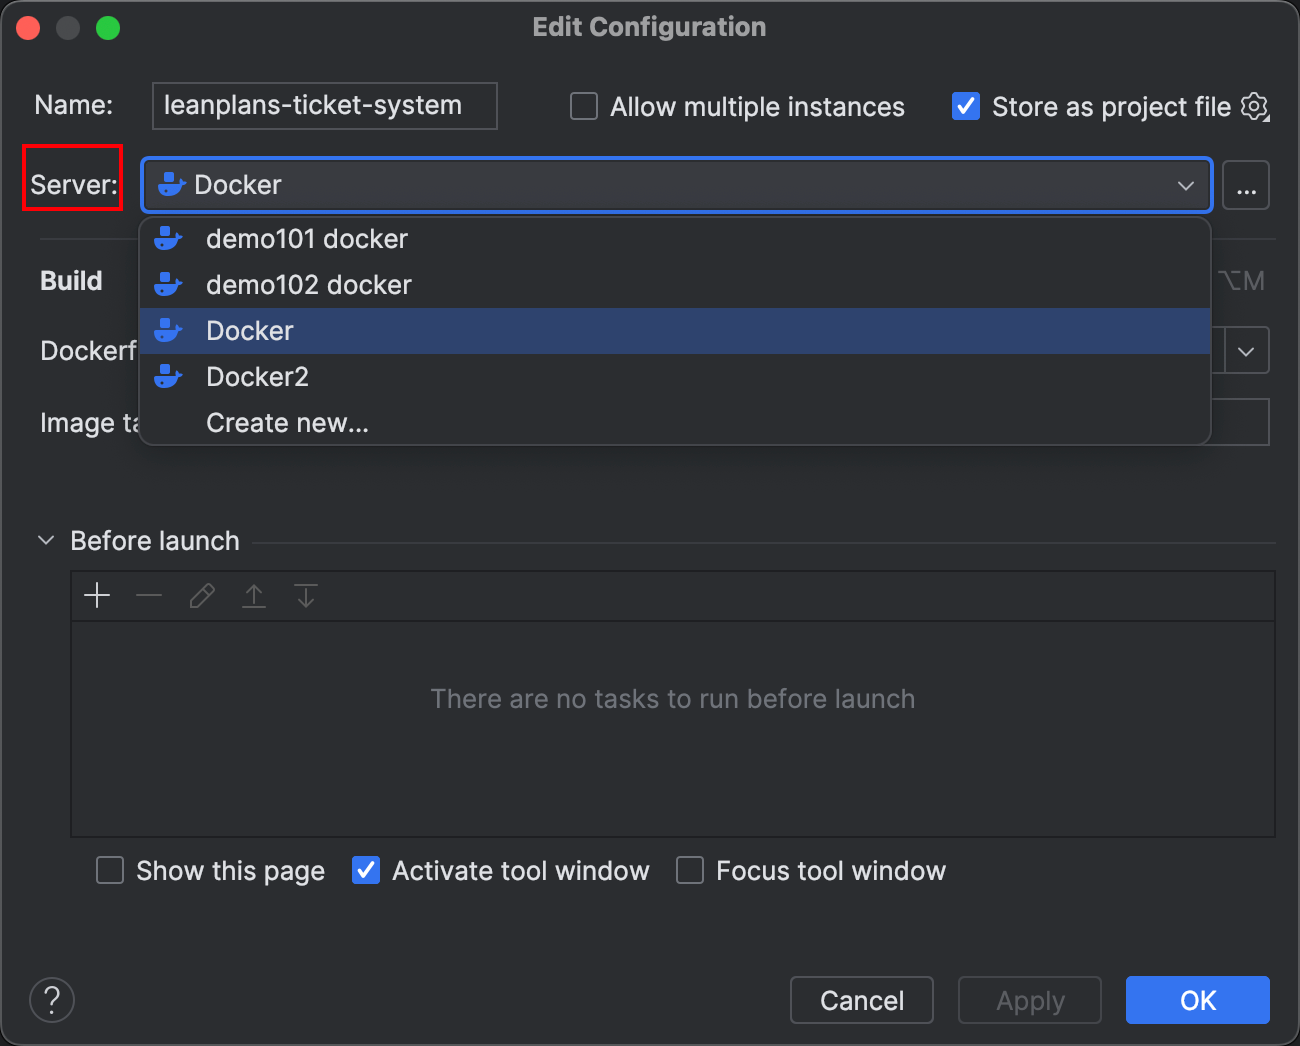 Edit Configuration
Name: leanplans-ticket-system Allow multiple instances Store as project file
Server: Docker ...
demo101 docker
Build demo102 docker ⌥M
Docker
Dockerf
Docker2
Image ta Create new...
Before launch
There are no tasks to run before launch
Show this page Activate tool window Focus tool window
? Cancel Apply OK